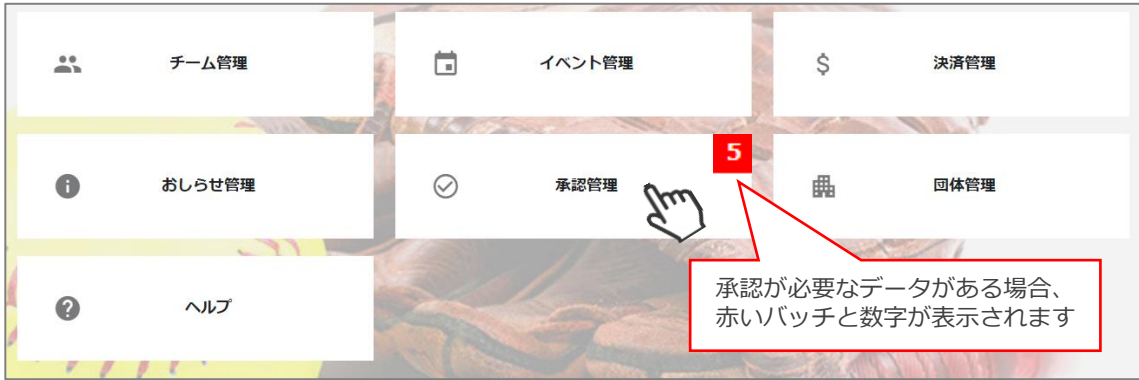 チーム管理
イベント管理
$
決済管理
おしらせ管理
承認管理
5
団体管理
ヘルプ
承認が必要なデータがある場合、
赤いバッチと数字が表示されます